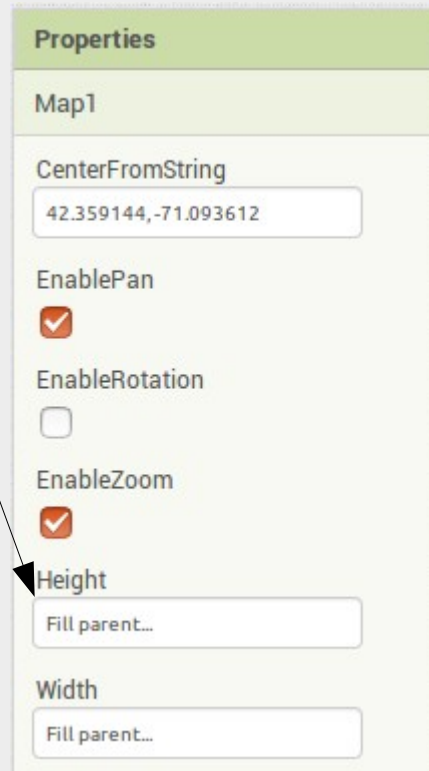 Properties
Map1
CenterFromString
42.359144,-71.093612
EnablePan
EnableRotation
EnableZoom
Height
Fill parent...
Width
Fill parent...